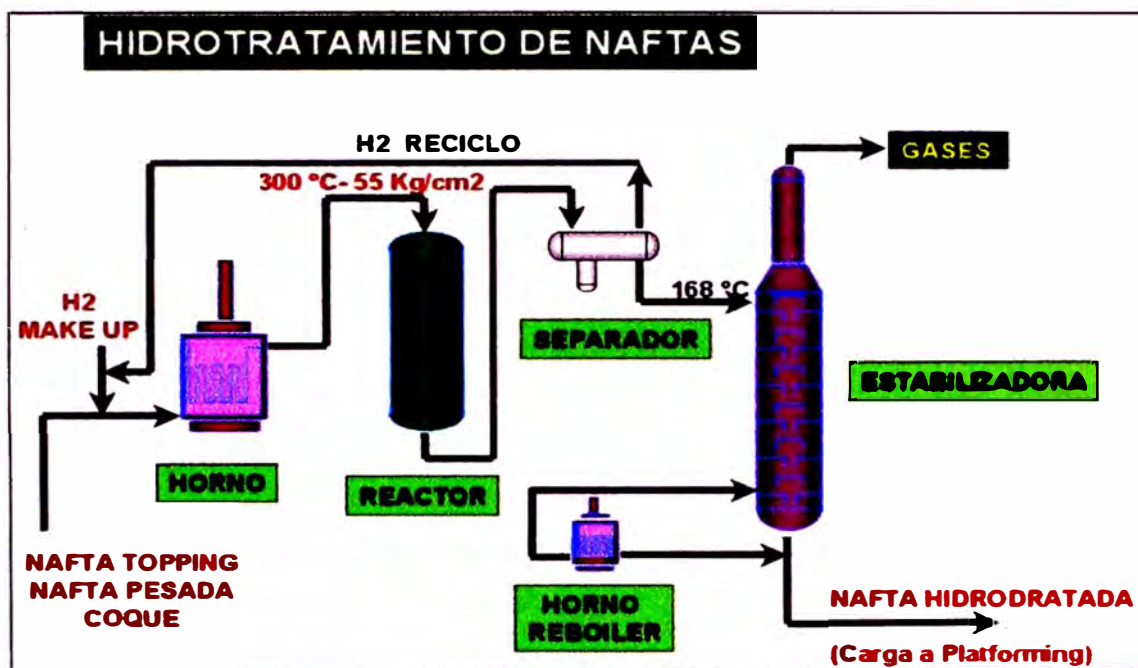 HIDROTRATAMIENTO DE NAFTAS
H2 RECICLO
300 °C- 55 Kg/cm2
GASES
H2
MAKE UP
168 °C
SEPARADOR
ESTABILIZADORA
HORNO
REACTOR
NAFTA TOPPING
NAFTA PESADA
COQUE
HORNO
REBOILER
NAFTA HIDRODRATADA
(Carga a Platforming)